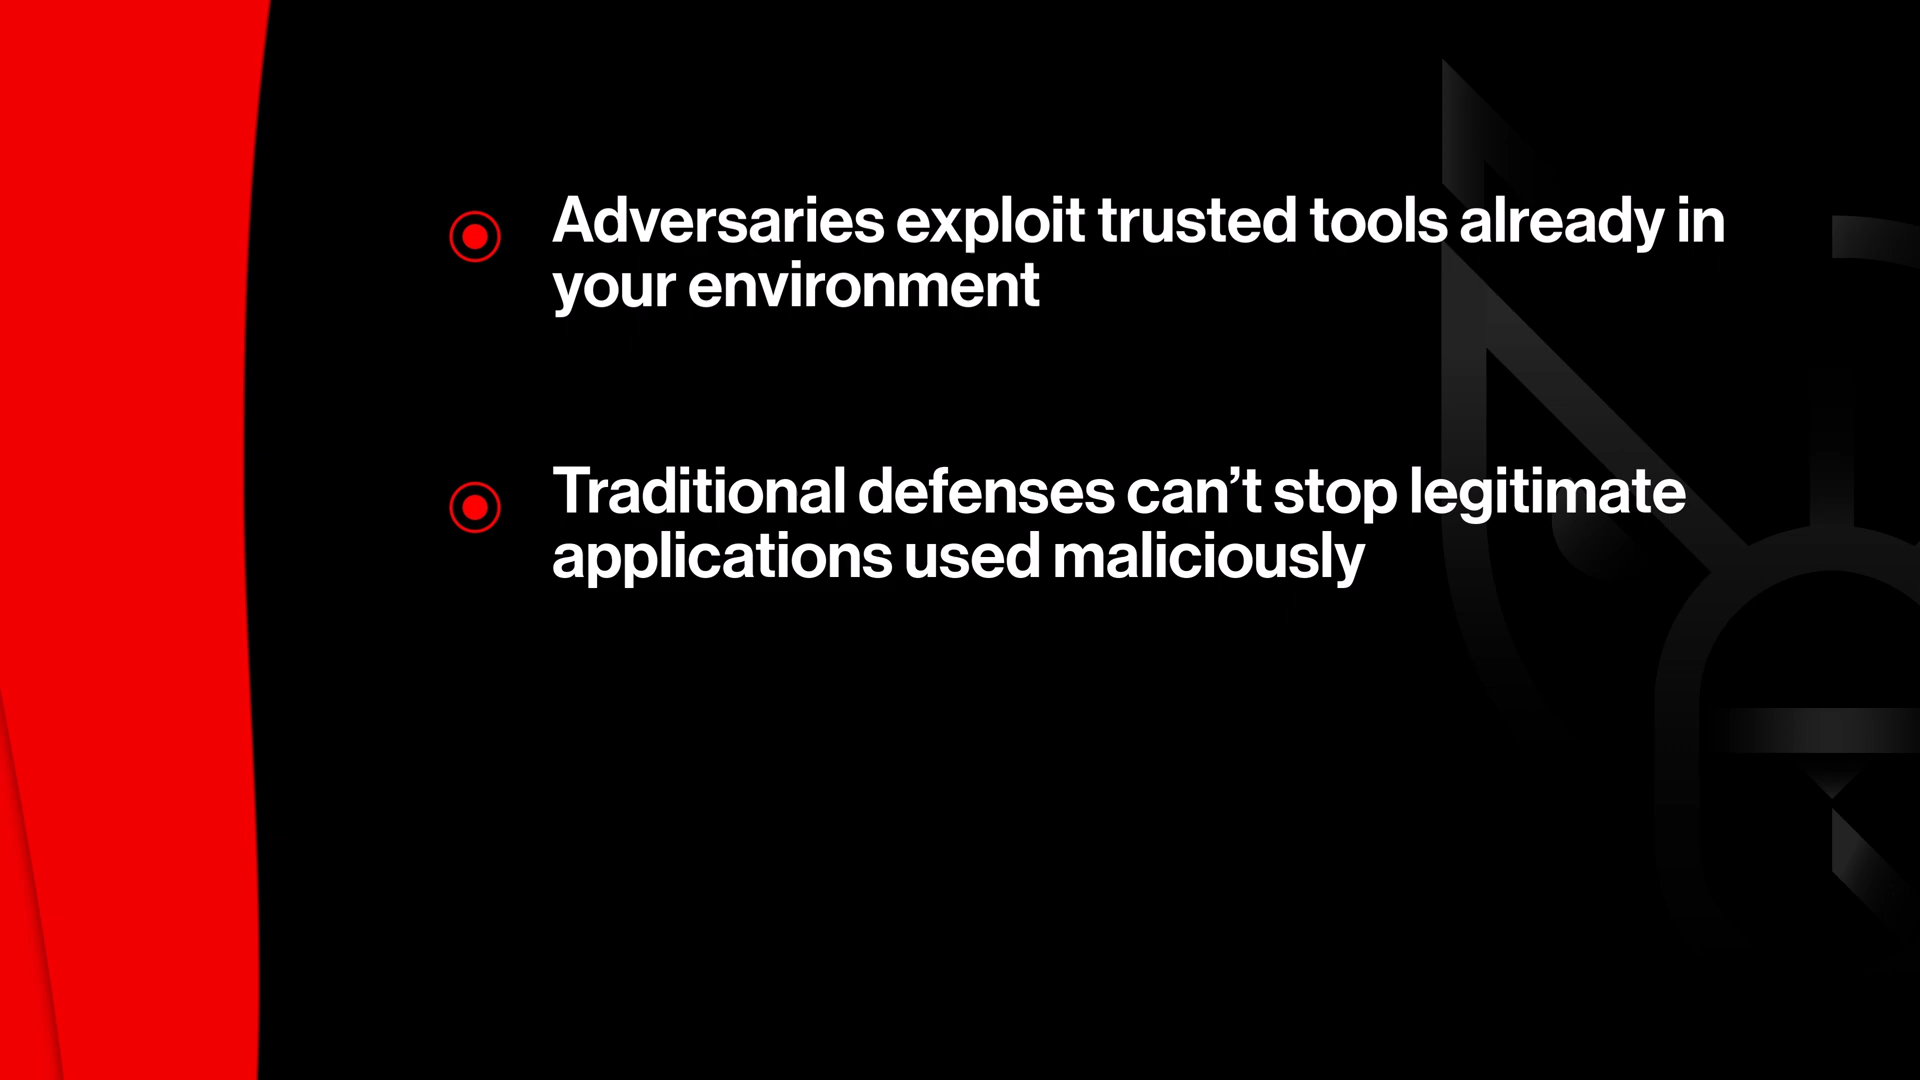 Adversaries exploit trusted tools already in
your environment
Traditional defenses can’t stop legitimate
applications used maliciously